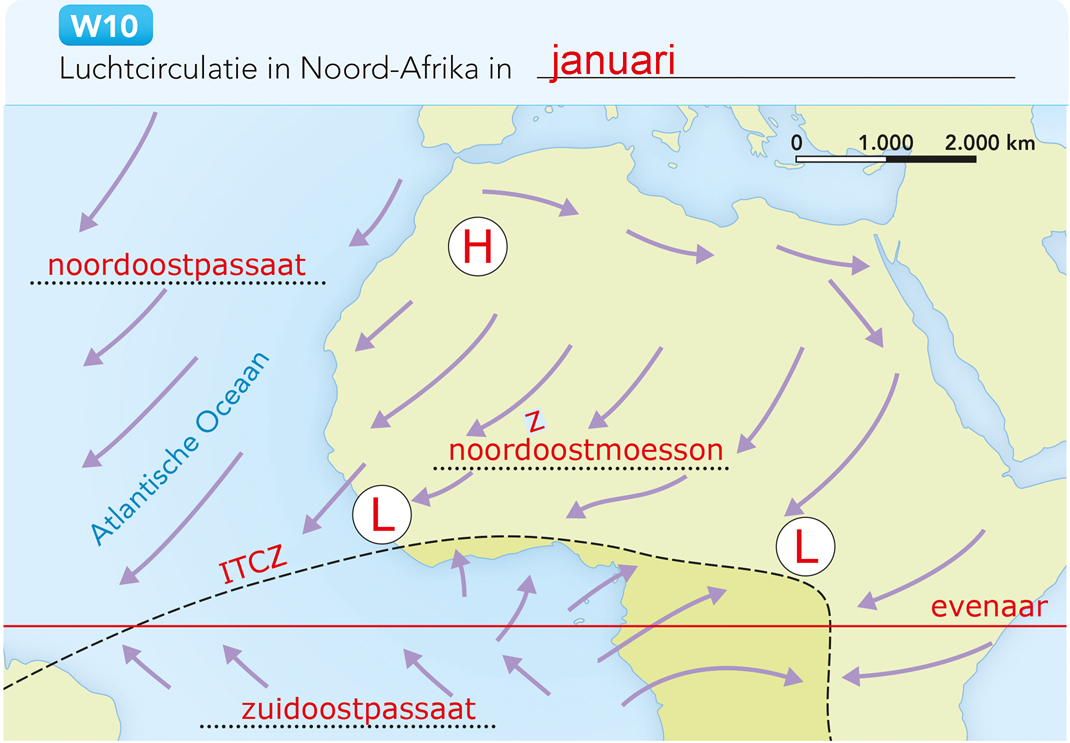 W10
Luchtcirculatie in Noord-Afrika in januari
0 1.000 2.000 km
H
noordoostpassaat
Atlantische Oceaan
z
noordoostmoesson
L
L
ITCZ
evenaar
zuidoostpassaat